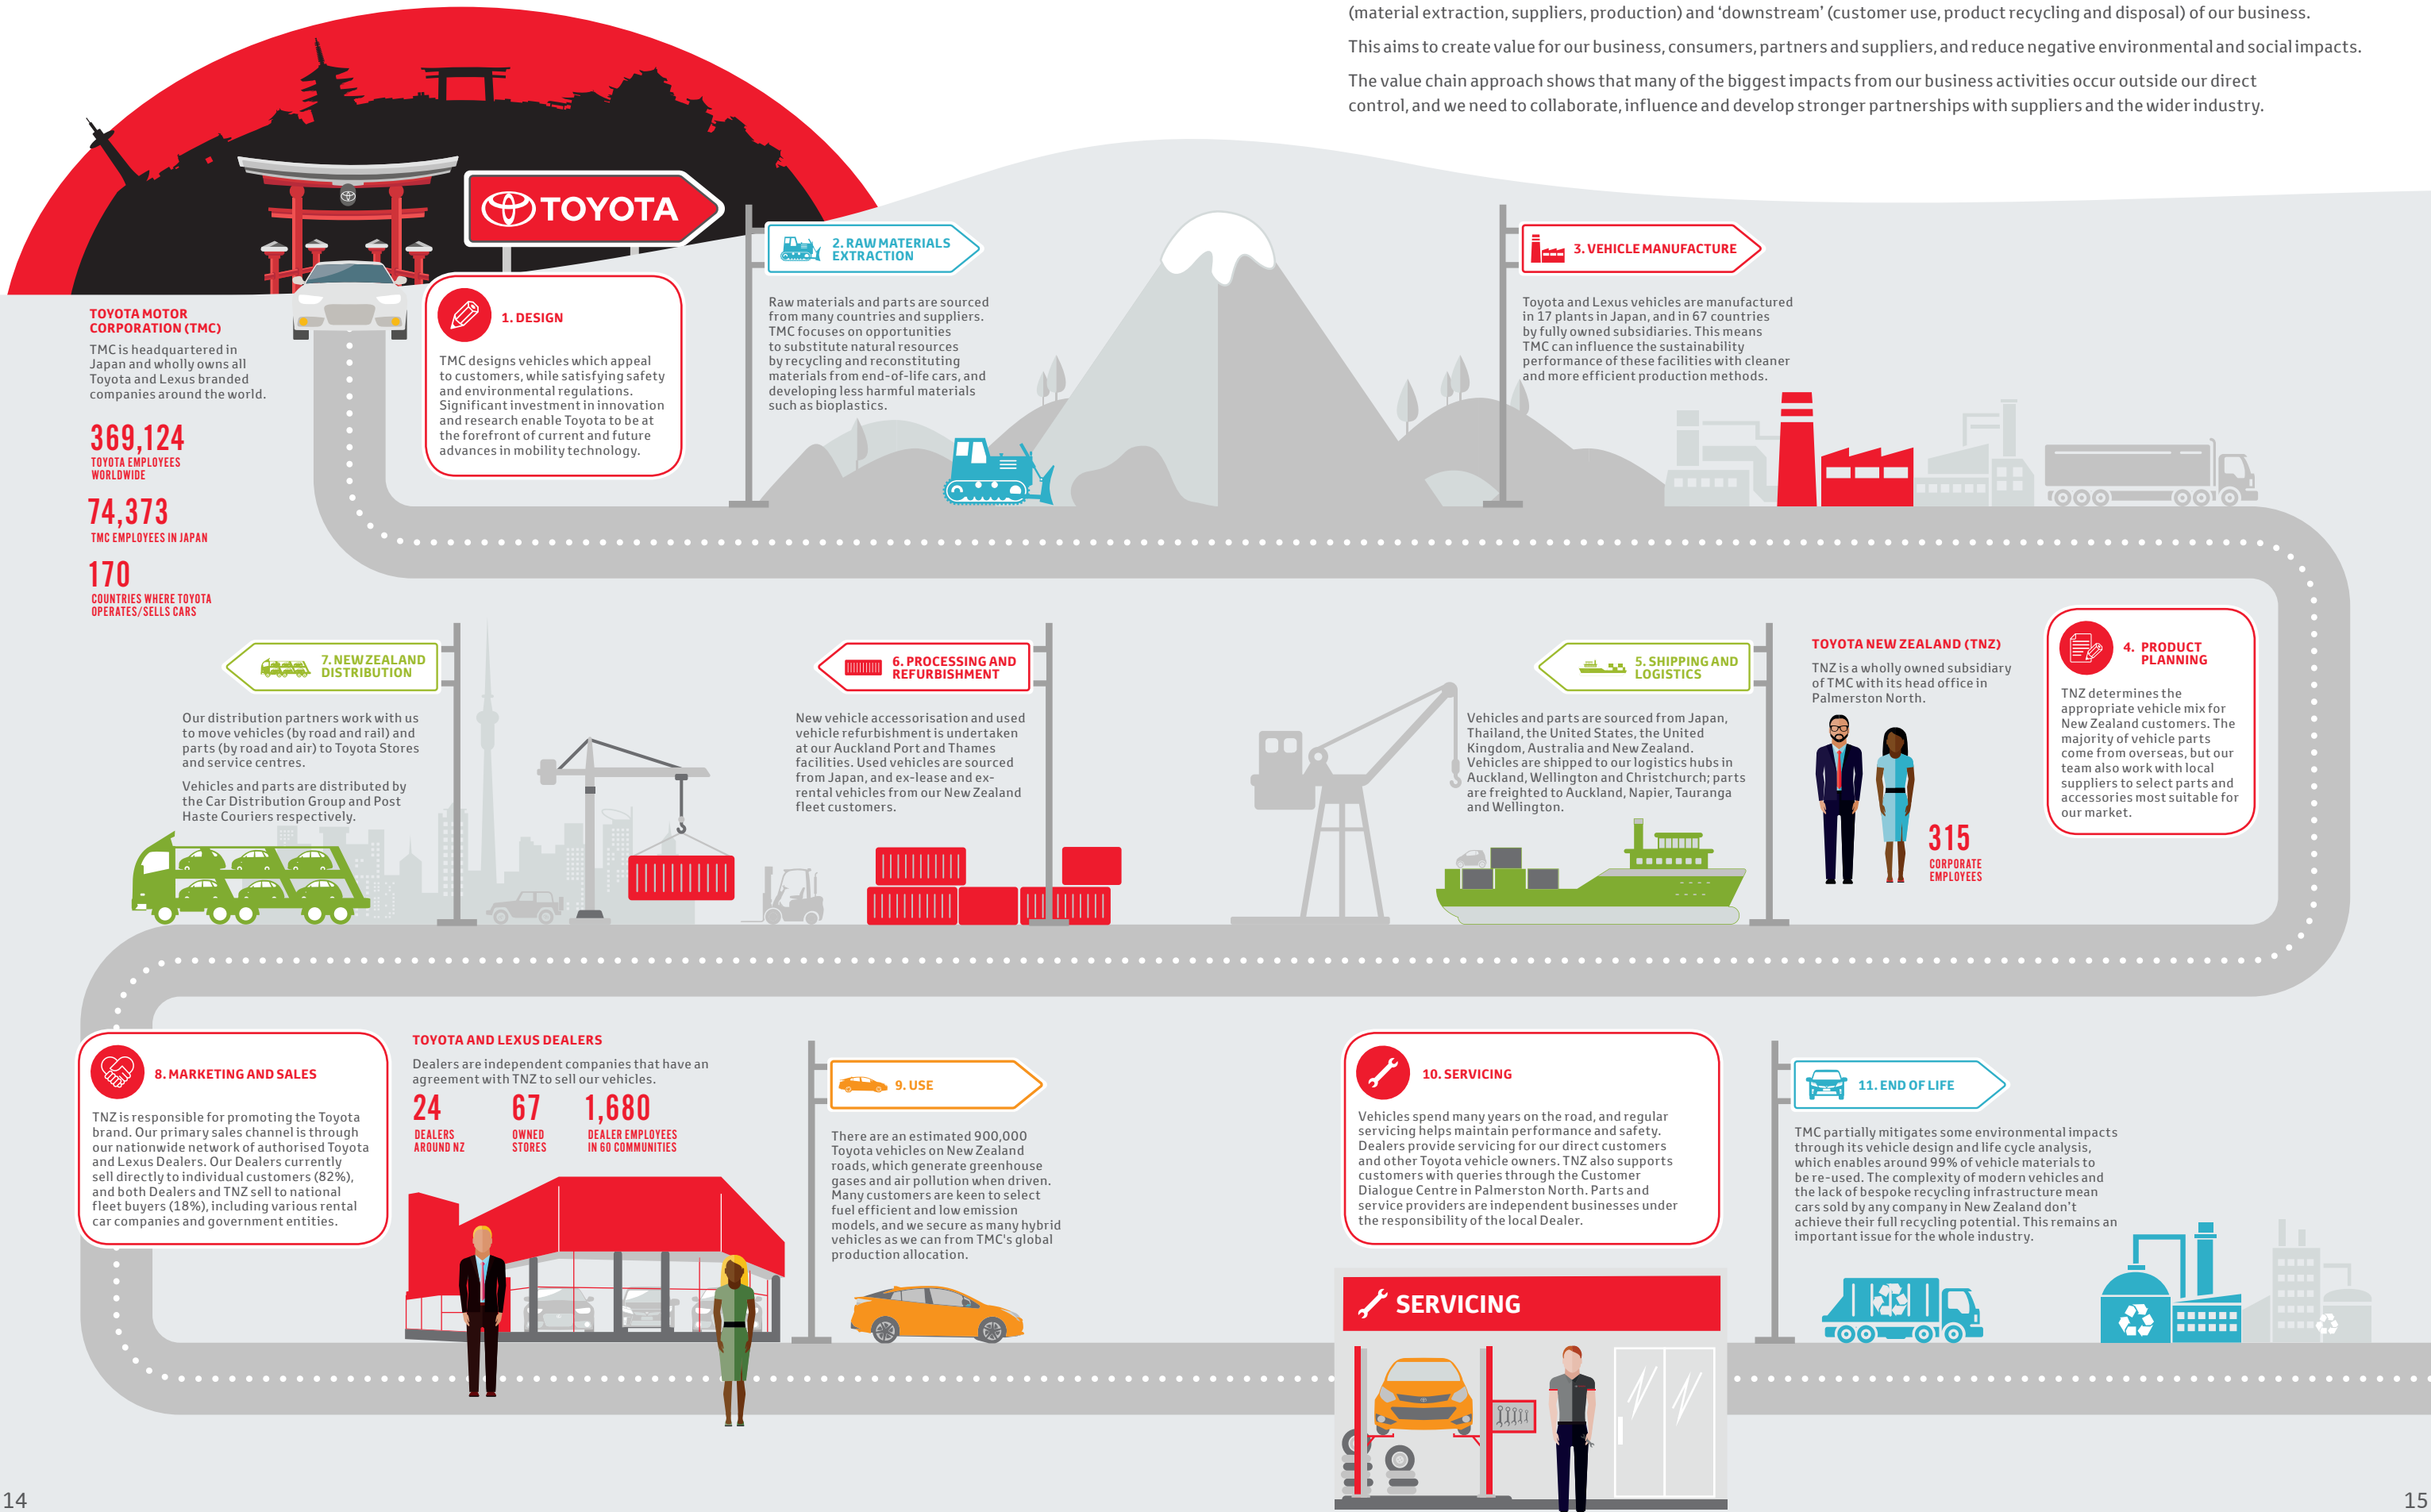 (material extraction, suppliers, production) and ‘downstream’ (customer use, product recycling and disposal) of our business.
This aims to create value for our business, consumers, partners and suppliers, and reduce negative environmental and social impacts.
The value chain approach shows that many of the biggest impacts from our business activities occur outside our direct
control, and we need to collaborate, influence and develop stronger partnerships with suppliers and the wider industry.
TOYOTA
TOYOTA MOTOR
CORPORATION (TMC)
TMC is headquartered in
Japan and wholly owns all
Toyota and Lexus branded
companies around the world.
369,124
TOYOTA EMPLOYEES
WORLDWIDE
74,373
TMC EMPLOYEES IN JAPAN
170
COUNTRIES WHERE TOYOTA
OPERATES/SELLS CARS
1. DESIGN
TMC designs vehicles which appeal
to customers, while satisfying safety
and environmental regulations.
Significant investment in innovation
and research enable Toyota to be at
the forefront of current and future
advances in mobility technology.
2. RAW MATERIALS
EXTRACTION
Raw materials and parts are sourced
from many countries and suppliers.
TMC focuses on opportunities
to substitute natural resources
by recycling and reconstituting
materials from end-of-life cars, and
developing less harmful materials
such as bioplastics.
3. VEHICLE MANUFACTURE
Toyota and Lexus vehicles are manufactured
in 17 plants in Japan, and in 67 countries
by fully owned subsidiaries. This means
TMC can influence the sustainability
performance of these facilities with cleaner
and more efficient production methods.
4. PRODUCT
PLANNING
TNZ determines the
appropriate vehicle mix for
New Zealand customers. The
majority of vehicle parts
come from overseas, but our
team also work with local
suppliers to select parts and
accessories most suitable for
our market.
TOYOTA NEW ZEALAND (TNZ)
TNZ is a wholly owned subsidiary
of TMC with its head office in
Palmerston North.
315
CORPORATE
EMPLOYEES
5. SHIPPING AND
LOGISTICS
Vehicles and parts are sourced from Japan,
Thailand, the United States, the United
Kingdom, Australia and New Zealand.
Vehicles are shipped to our logistics hubs in
Auckland, Wellington and Christchurch; parts
are freighted to Auckland, Napier, Tauranga
and Wellington.
6. PROCESSING AND
REFURBISHMENT
New vehicle accessorisation and used
vehicle refurbishment is undertaken
at our Auckland Port and Thames
facilities. Used vehicles are sourced
from Japan, and ex-lease and ex-
rental vehicles from our New Zealand
fleet customers.
7. NEW ZEALAND
DISTRIBUTION
Our distribution partners work with us
to move vehicles (by road and rail) and
parts (by road and air) to Toyota Stores
and service centres.
Vehicles and parts are distributed by
the Car Distribution Group and Post
Haste Couriers respectively.
8. MARKETING AND SALES
TNZ is responsible for promoting the Toyota
brand. Our primary sales channel is through
our nationwide network of authorised Toyota
and Lexus Dealers. Our Dealers currently
sell directly to individual customers (82%),
and both Dealers and TNZ sell to national
fleet buyers (18%), including various rental
car companies and government entities.
TOYOTA AND LEXUS DEALERS
Dealers are independent companies that have an
agreement with TNZ to sell our vehicles.
24
DEALERS
AROUND NZ
67
OWNED
STORES
1,680
DEALER EMPLOYEES
IN 60 COMMUNITIES
9. USE
There are an estimated 900,000
Toyota vehicles on New Zealand
roads, which generate greenhouse
gases and air pollution when driven.
Many customers are keen to select
fuel efficient and low emission
models, and we secure as many hybrid
vehicles as we can from TMC's global
production allocation.
10. SERVICING
Vehicles spend many years on the road, and regular
servicing helps maintain performance and safety.
Dealers provide servicing for our direct customers
and other Toyota vehicle owners. TNZ also supports
customers with queries through the Customer
Dialogue Centre in Palmerston North. Parts and
service providers are independent businesses under
the responsibility of the local Dealer.
SERVICING
11. END OF LIFE
TMC partially mitigates some environmental impacts
through its vehicle design and life cycle analysis,
which enables around 99% of vehicle materials to
be re-used. The complexity of modern vehicles and
the lack of bespoke recycling infrastructure mean
cars sold by any company in New Zealand don’t
achieve their full recycling potential. This remains an
important issue for the whole industry.
14
15